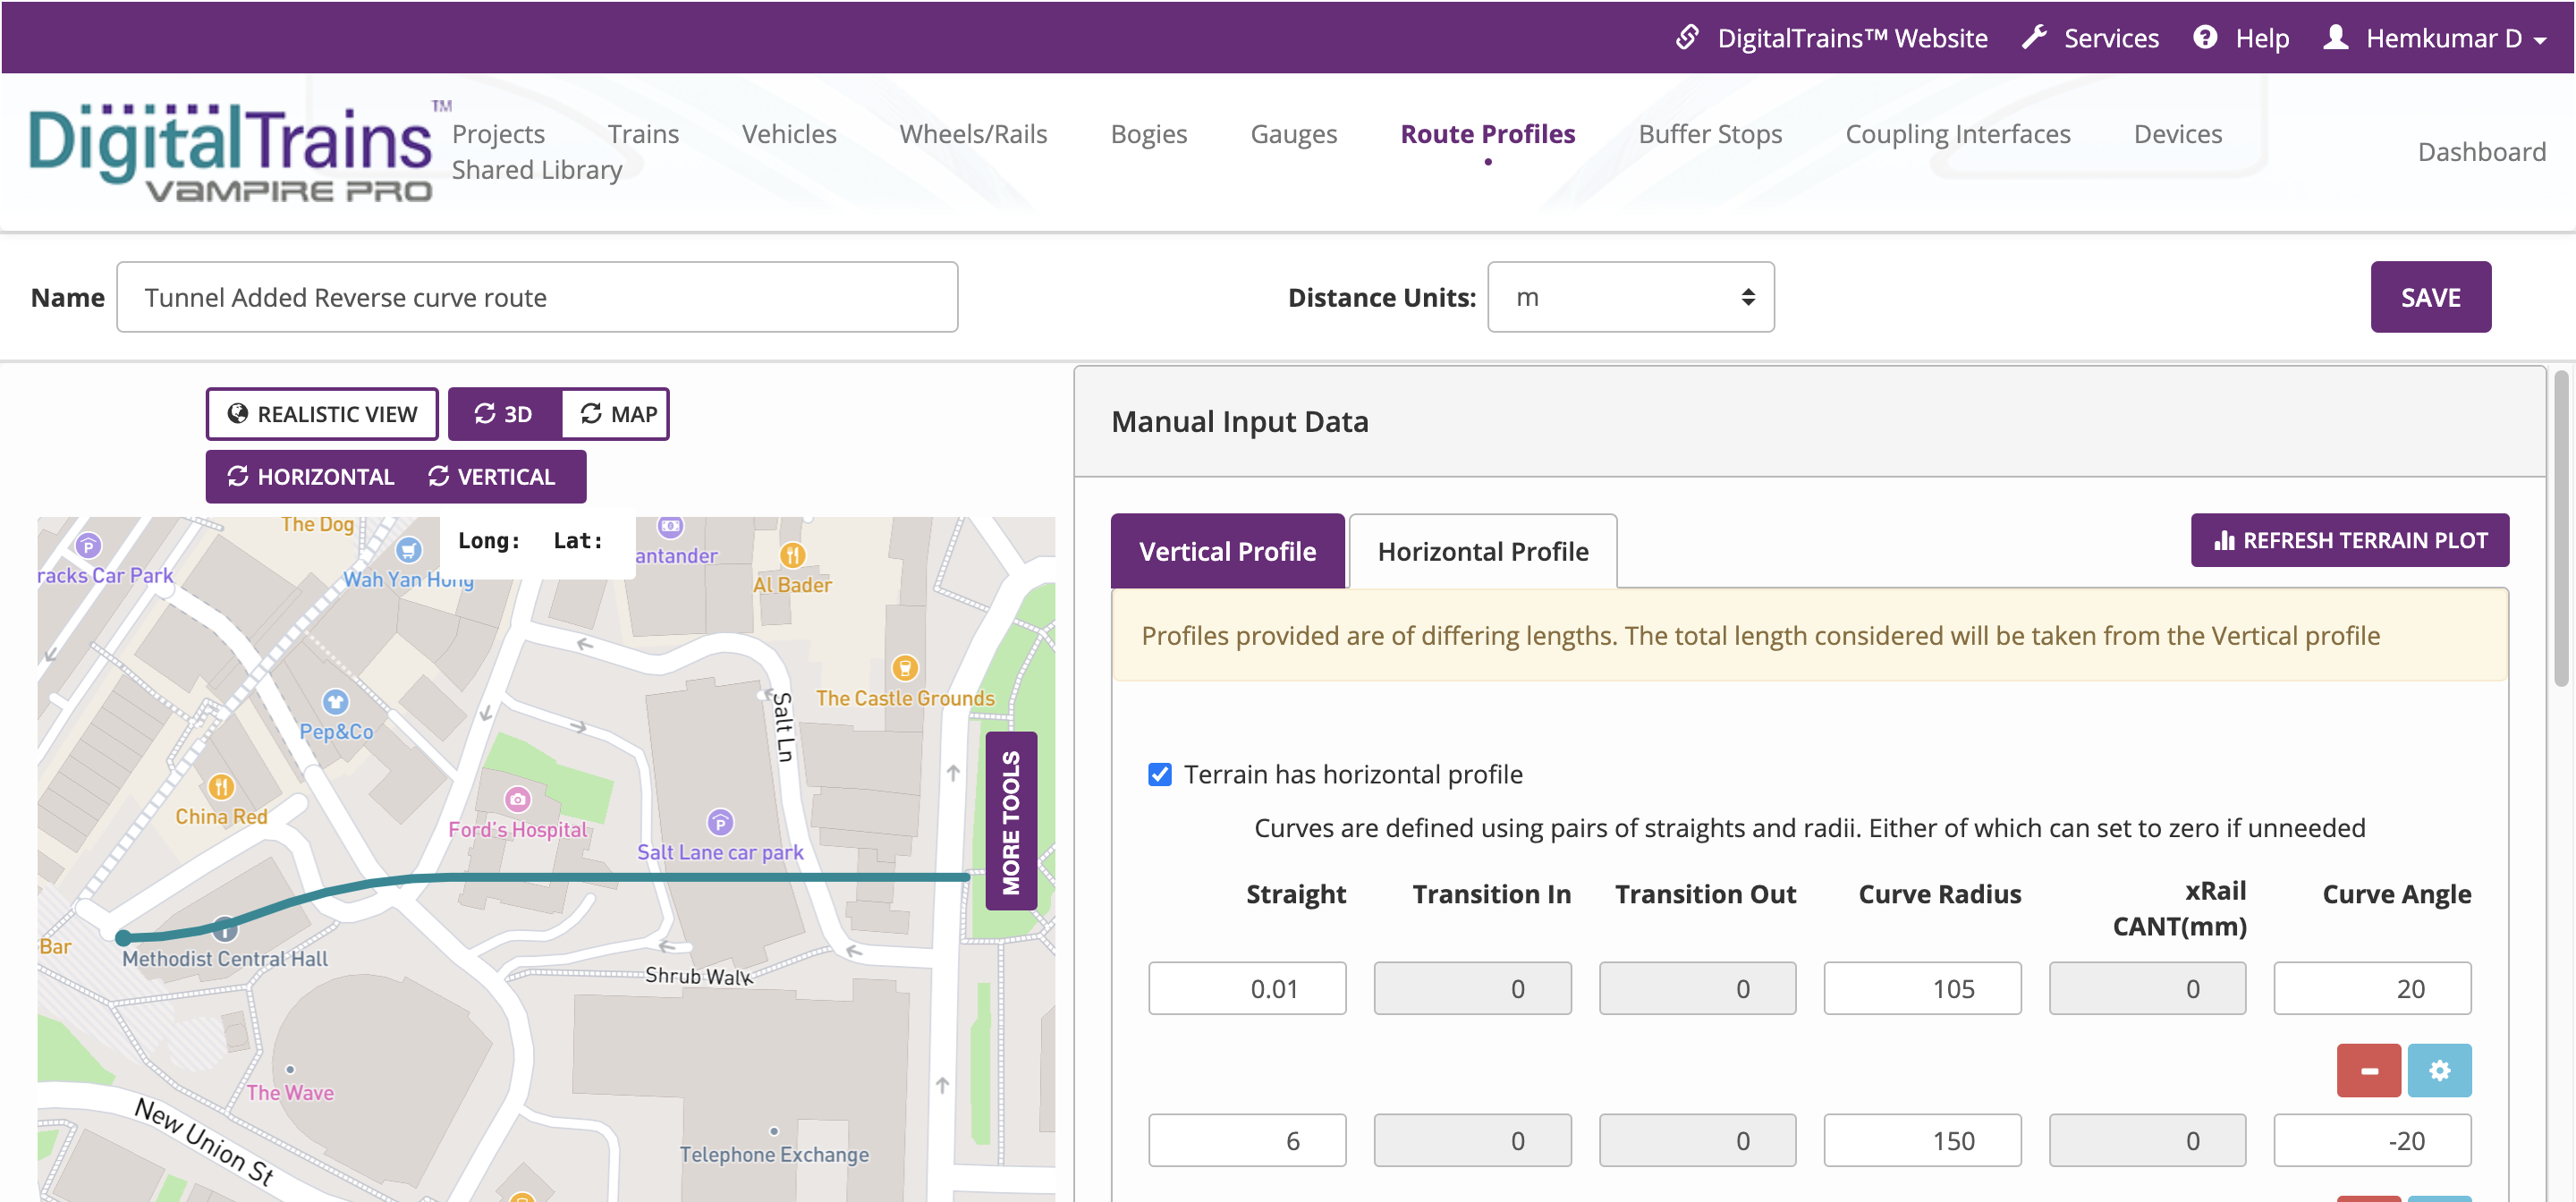 DigitalTrains™ Website Services Help Hemkumar D
DigitalTrains™
VAMPIRE PRO
Projects Trains Vehicles Wheels/Rails Bogies Gauges Route Profiles Buffer Stops Coupling Interfaces Devices
Shared Library
Dashboard
Name Tunnel Added Reverse curve route Distance Units: m SAVE
REALISTIC VIEW 3D MAP
HORIZONTAL VERTICAL
Long: Lat:
The Dog
racks Car Park
Wah Yan Hong
antander
Al Bader
Pep&Co
The Castle Grounds
Salt Ln
China Red
Ford's Hospital
Salt Lane car park
MORE TOOLS
Bar
Methodist Central Hall
Shrub Walk
The Wave
New Union St
Telephone Exchange
Manual Input Data
Vertical Profile Horizontal Profile REFRESH TERRAIN PLOT
Profiles provided are of differing lengths. The total length considered will be taken from the Vertical profile
Terrain has horizontal profile
Curves are defined using pairs of straights and radii. Either of which can set to zero if unneeded
Straight Transition In Transition Out Curve Radius xRail CANT(mm) Curve Angle
0.01 0 0 105 0 20
6 0 0 150 0 -20